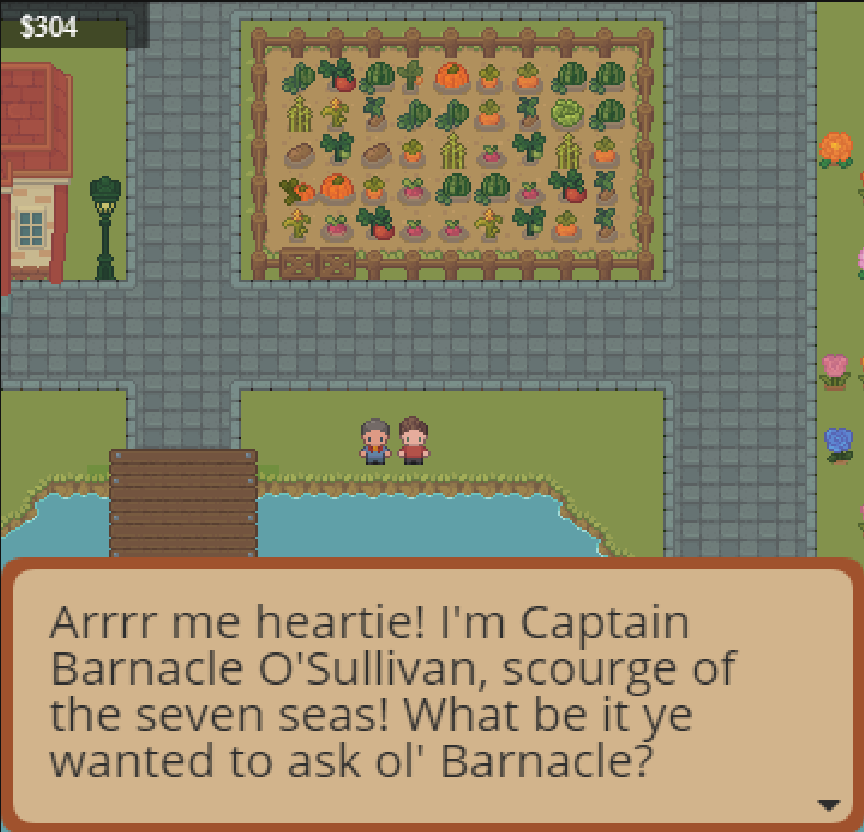 $304
Arrrr me heartie! I'm Captain
Barnacle O'Sullivan, scourge of
the seven seas! What be it ye
wanted to ask ol' Barnacle?